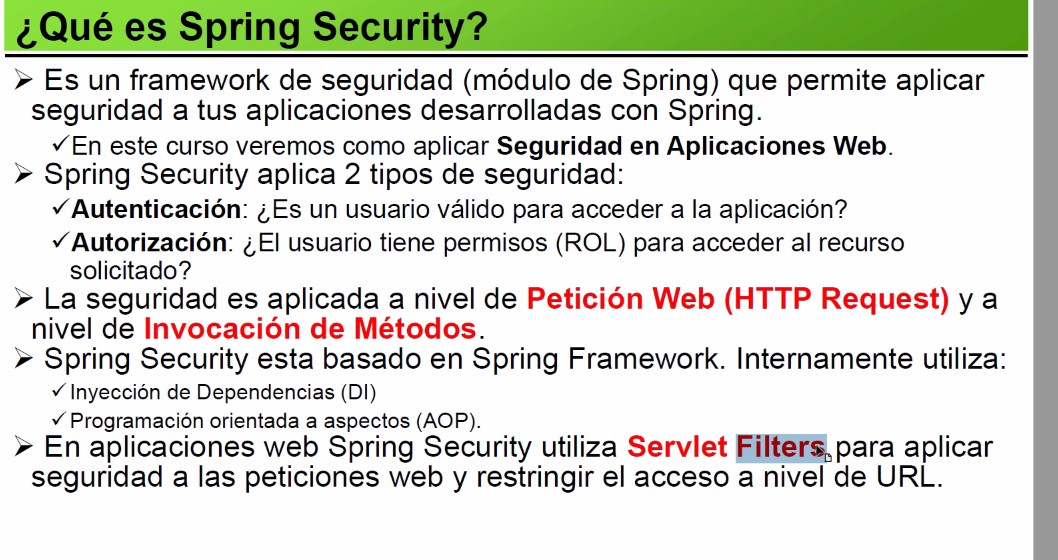 ¿Qué es Spring Security?
➢ Es un framework de seguridad (módulo de Spring) que permite aplicar
seguridad a tus aplicaciones desarrolladas con Spring.
✓En este curso veremos como aplicar Seguridad en Aplicaciones Web.
➢ Spring Security aplica 2 tipos de seguridad:
✓Autenticación: ¿Es un usuario válido para acceder a la aplicación?
✓Autorización: ¿El usuario tiene permisos (ROL) para acceder al recurso
solicitado?
➢ La seguridad es aplicada a nivel de Petición Web (HTTP Request) y a
nivel de Invocación de Métodos.
➢ Spring Security esta basado en Spring Framework. Internamente utiliza:
✓Inyección de Dependencias (DI)
✓Programación orientada a aspectos (AOP).
➢ En aplicaciones web Spring Security utiliza Servlet Filters para aplicar
seguridad a las peticiones web y restringir el acceso a nivel de URL.